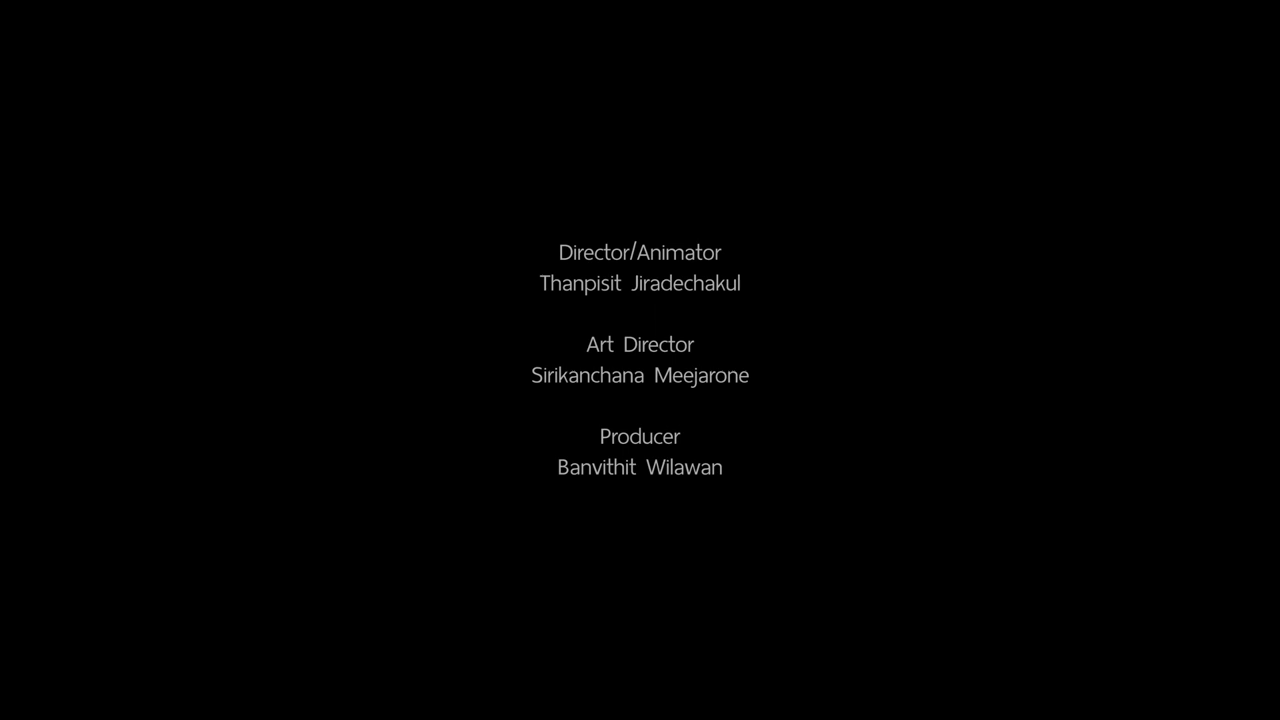 Director/Animator
Thanpisit Jiradechakul
Art Director
Sirikanchana Meejarone
Producer
Banvithit Wilawan